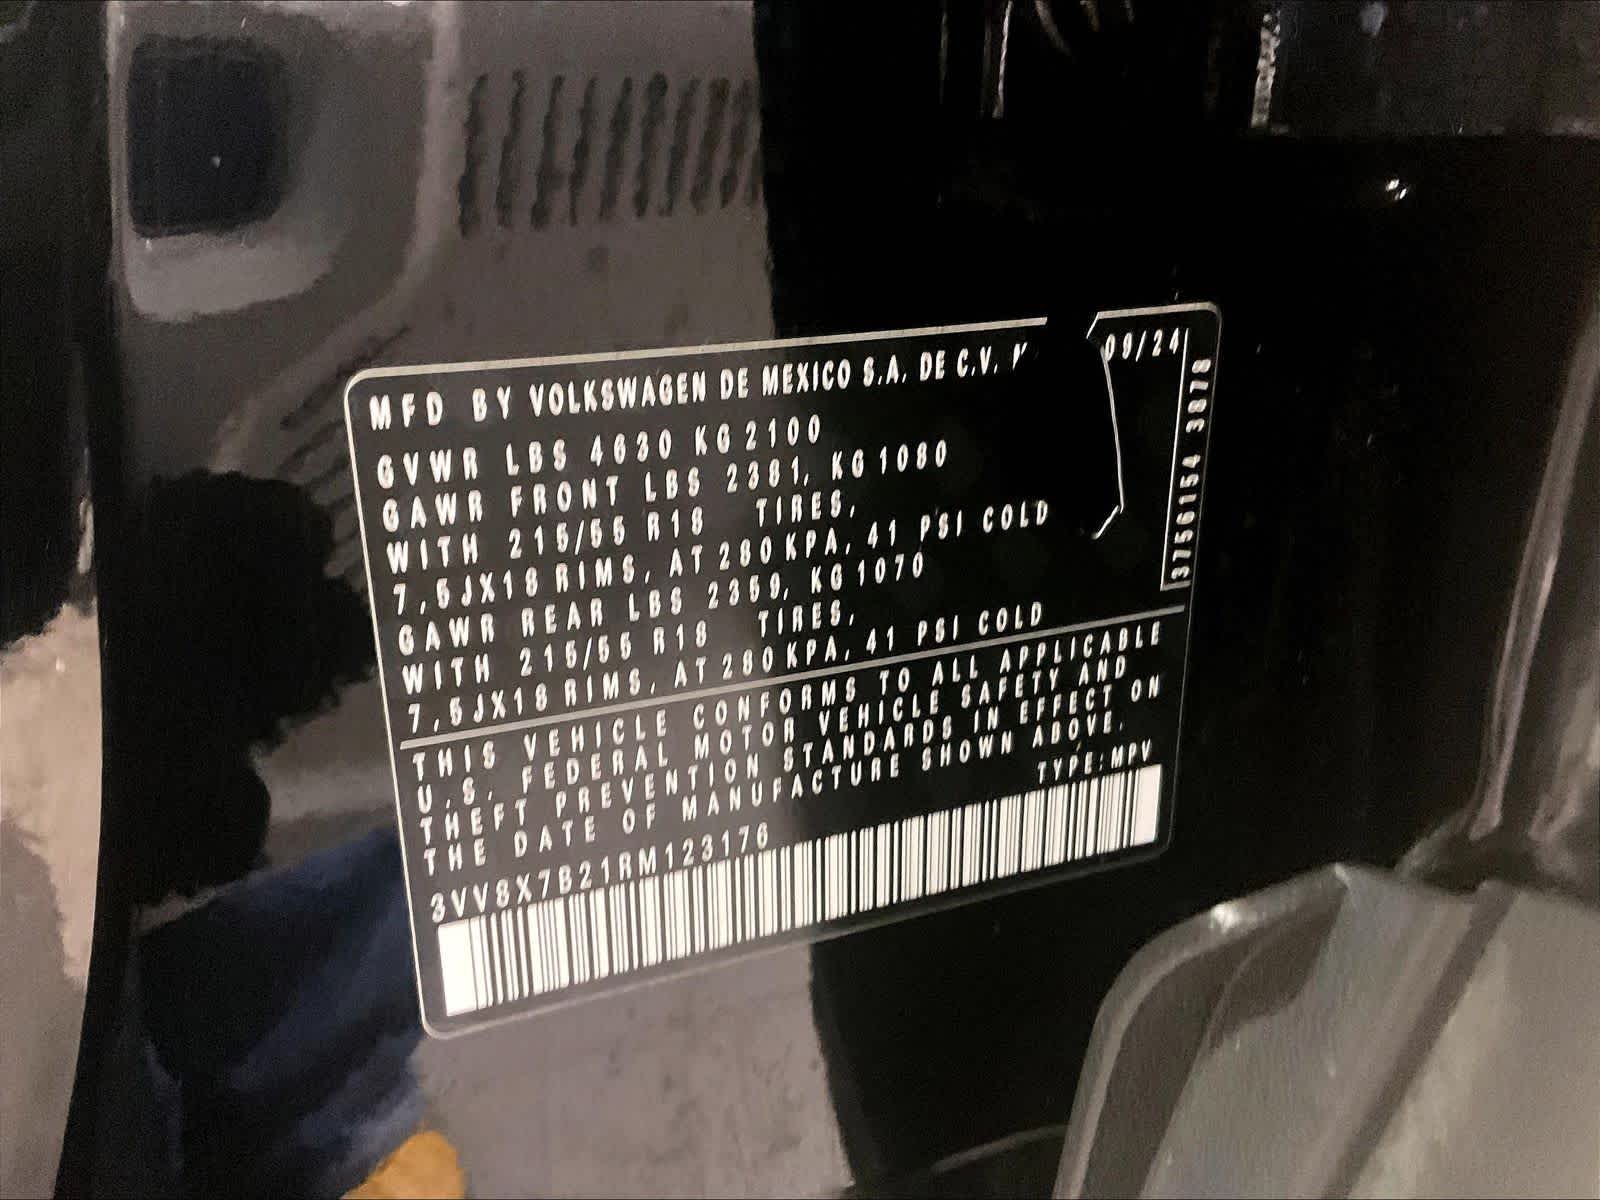 MFD BY VOLKSWAGEN DE MEXICO S.A. DE C.V. 09/24
GVWR LBS 4630 KG 2100
GAWR FRONT LBS 2381, KG 1080
WITH 215/55 R18 TIRES,
7,5JX18 RIMS, AT 280 KPA, 41 PSI COLD
GAWR REAR LBS 2359, KG 1070
WITH 215/55 R18 TIRES,
7,5JX18 RIMS, AT 280 KPA, 41 PSI COLD
3756154 3878
THIS VEHICLE CONFORMS TO ALL APPLICABLE
U.S. FEDERAL MOTOR VEHICLE SAFETY AND
THEFT PREVENTION STANDARDS IN EFFECT ON
THE DATE OF MANUFACTURE SHOWN ABOVE.
TYPE:MPV
3VV8X7B21RM123176